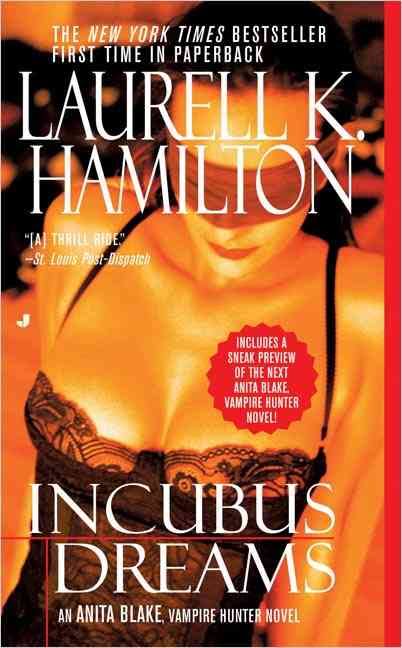 THE NEW YORK TIMES BESTSELLER
FIRST TIME IN PAPERBACK
LAURELL K.
HAMILTON
"[A] THRILL RIDE."
—St. Louis Post-Dispatch
J
INCLUDES A
SNEAK PREVIEW
OF THE NEXT
ANITA BLAKE,
VAMPIRE HUNTER
NOVEL!
INCUBUS
DREAMS
AN ANITA BLAKE, VAMPIRE HUNTER NOVEL